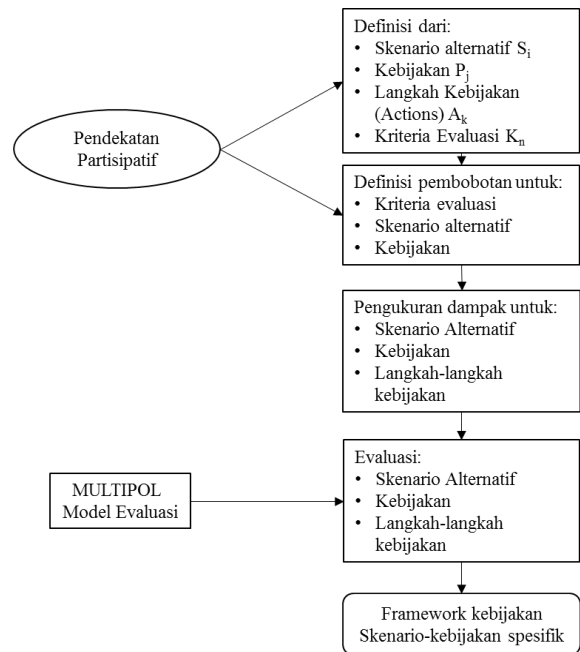 Definisi dari:
• Skenario alternatif Si
• Kebijakan Pj
• Langkah Kebijakan
(Actions) Ak
• Kriteria Evaluasi Kn
Pendekatan
Partisipatif
Definisi pembobotan untuk:
• Kriteria evaluasi
• Skenario alternatif
• Kebijakan
Pengukuran dampak untuk:
• Skenario Alternatif
• Kebijakan
• Langkah-langkah
kebijakan
MULTIPOL
Model Evaluasi
Evaluasi:
• Skenario Alternatif
• Kebijakan
• Langkah-langkah
kebijakan
Framework kebijakan
Skenario-kebijakan spesifik